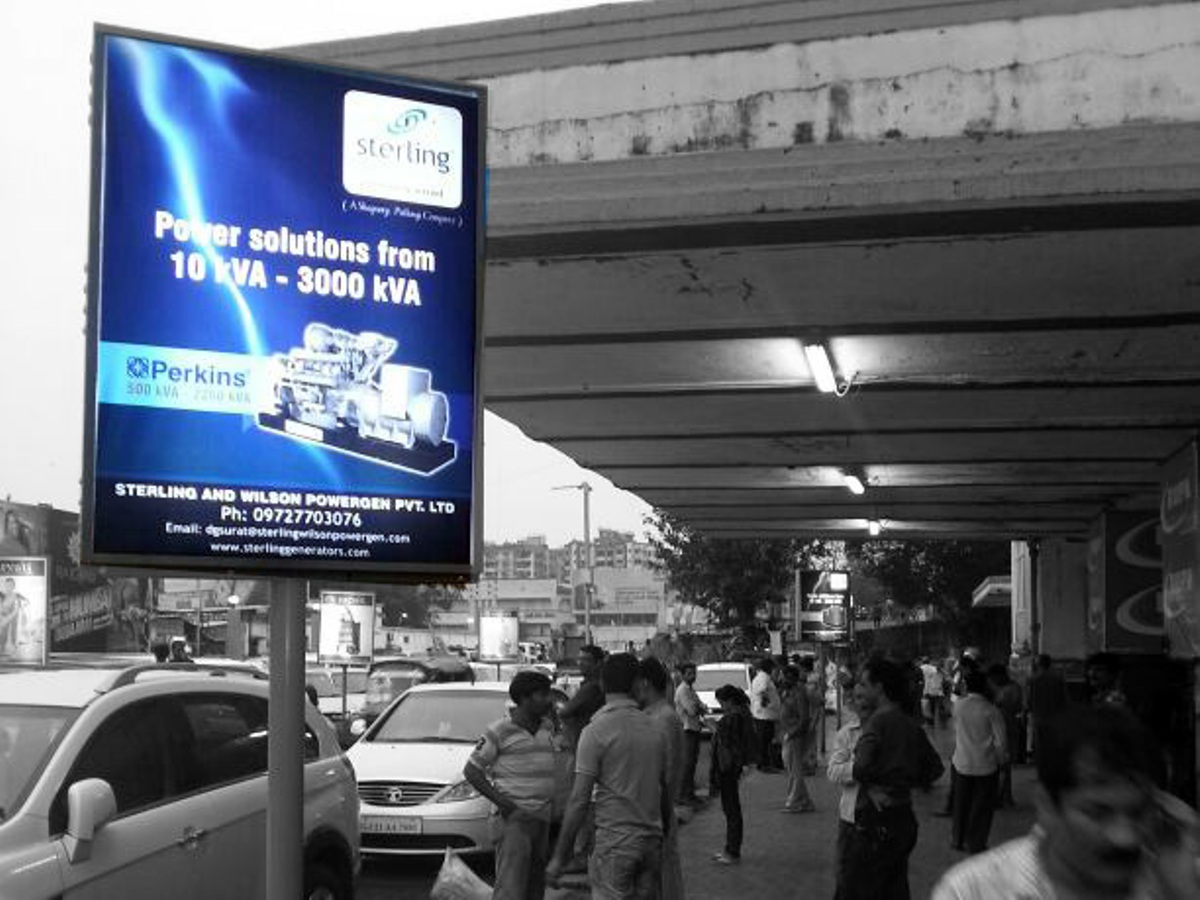 sterling
(A Shapoorji Pallonji Company)
Power solutions from
10 kVA - 3000 kVA
Perkins
500 kVA - 2250 kVA
STERLING AND WILSON POWERGEN PVT. LTD
Ph: 09727703076
Email: dgsurat@sterlingwilsonpowergen.com
www.sterlinggenerators.com